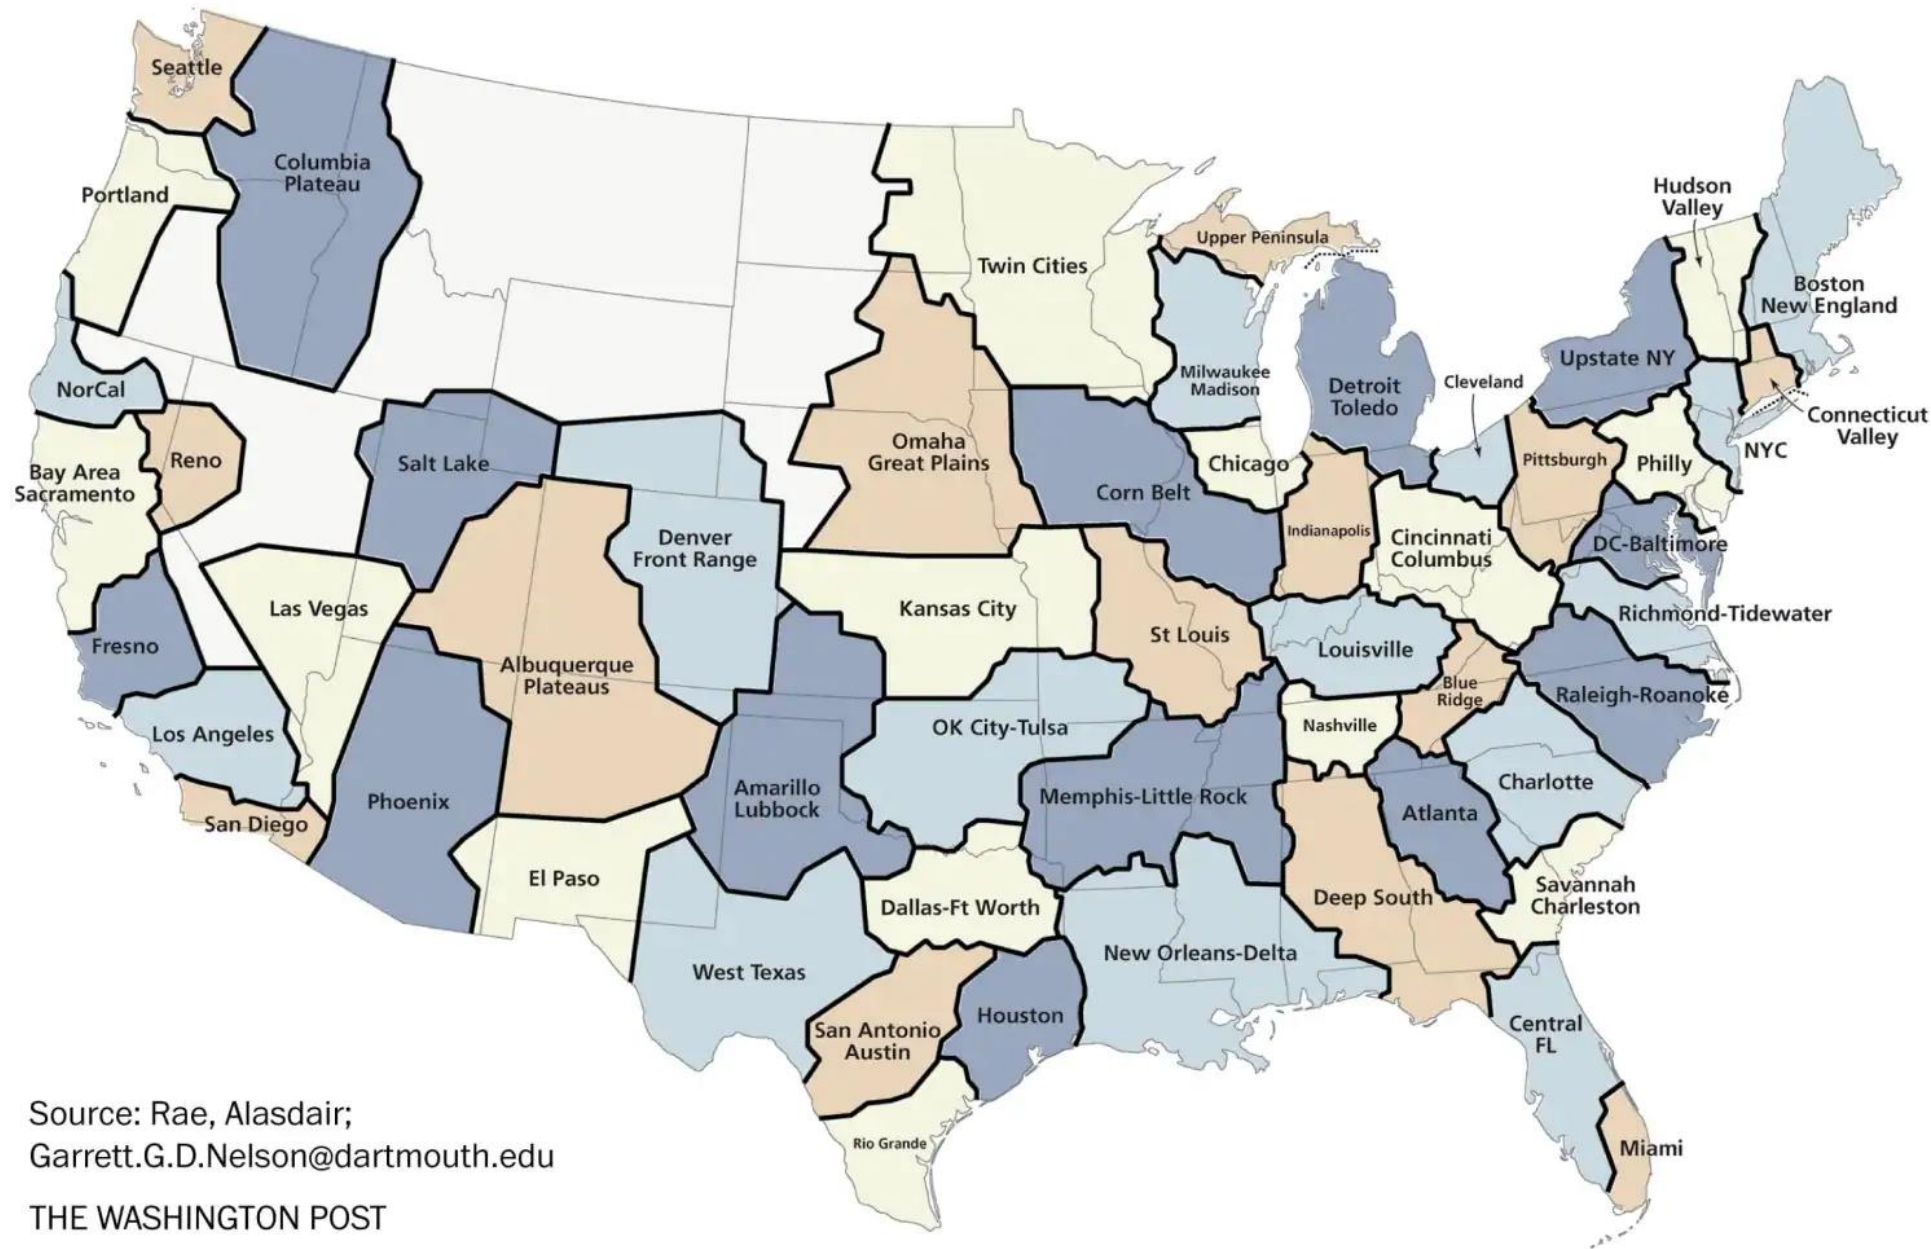 Seattle
Columbia
Plateau
Portland
NorCal
Bay Area
Sacramento
Reno
Fresno
Las Vegas
Los Angeles
San Diego
Salt Lake
Phoenix
Albuquerque
Plateaus
Denver
Front Range
El Paso
Amarillo
Lubbock
West Texas
Twin Cities
Omaha
Great Plains
Kansas City
OK City-Tulsa
Dallas-Ft Worth
San Antonio
Austin
Houston
Rio Grande
Upper Peninsula
Milwaukee
Madison
Chicago
Corn Belt
St Louis
Memphis-Little Rock
New Orleans-Delta
Detroit
Toledo
Indianapolis
Cincinnati
Columbus
Cleveland
Louisville
Nashville
Blue
Ridge
Deep South
Atlanta
Charlotte
Savannah
Charleston
Central
FL
Miami
Hudson
Valley
Boston
New England
Upstate NY
Connecticut
Valley
NYC
Pittsburgh
Philly
DC-Baltimore
Richmond-Tidewater
Raleigh-Roanoke
Source: Rae, Alasdair;
Garrett.G.D.Nelson@dartmouth.edu
THE WASHINGTON POST